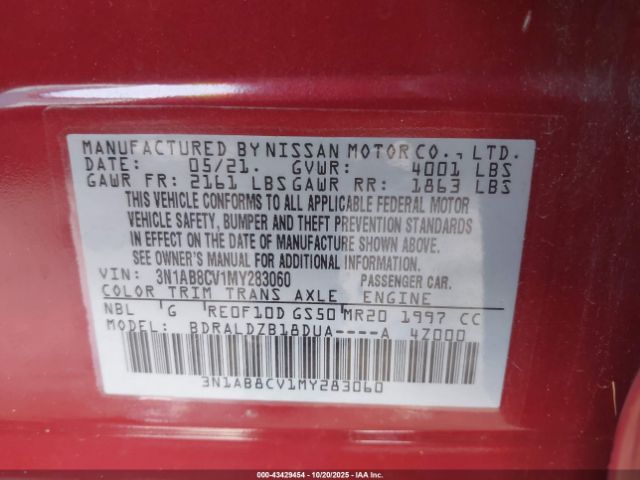 MANUFACTURED BY NISSAN MOTOR CO., LTD.
DATE: 05/21. GVWR: 4001 LBS
GAWR FR: 2161 LBS GAWR RR: 1863 LBS
THIS VEHICLE CONFORMS TO ALL APPLICABLE FEDERAL MOTOR
VEHICLE SAFETY, BUMPER AND THEFT PREVENTION STANDARDS
IN EFFECT ON THE DATE OF MANUFACTURE SHOWN ABOVE.
SEE OWNER'S MANUAL FOR ADDITIONAL INFORMATION.
VIN: 3N1AB8CV1MY283060 PASSENGER CAR.
COLOR TRIM TRANS AXLE ENGINE
NBL G RE0F10D GS50 MR20 1997 CC
MODEL: BDRALDZB18DUA----A 4Z000
3N1AB8CV1MY283060
000-43429454 - 10/20/2025 - IAA, Inc.